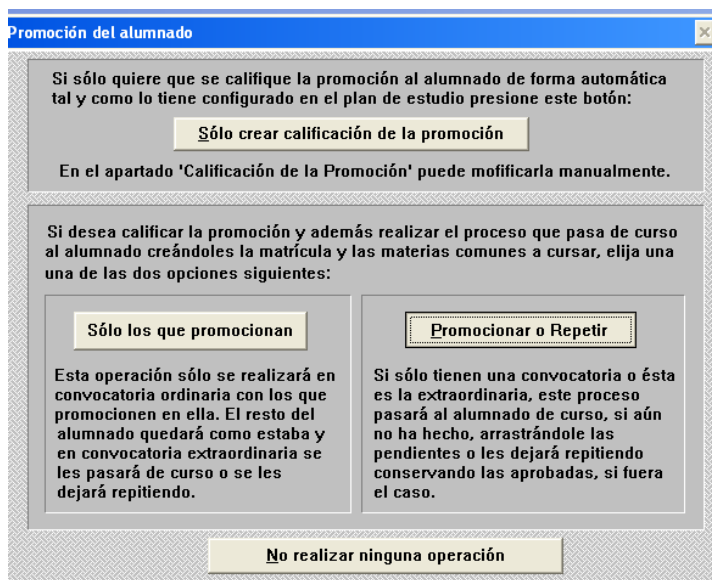 Promoción del alumnado
Si sólo quiere que se califique la promoción al alumnado de forma automática
tal y como lo tiene configurado en el plan de estudio presione este botón:
Sólo crear calificación de la promoción
En el apartado 'Calificación de la Promoción' puede mofificarla manualmente.
Si desea calificar la promoción y además realizar el proceso que pasa de curso
al alumnado creándoles la matrícula y las materias comunes a cursar, elija una
una de las dos opciones siguientes:
Sólo los que promocionan
Esta operación sólo se realizará en
convocatoria ordinaria con los que
promocionen en ella. El resto del
alumnado quedará como estaba y
en convocatoria extraordinaria se
les pasará de curso o se les
dejará repitiendo.
Promocionar o Repetir
Si sólo tienen una convocatoria o ésta
es la extraordinaria, este proceso
pasará al alumnado de curso, si aún
no ha hecho, arrastrándole las
pendientes o les dejará repitiendo
conservando las aprobadas, si fuera
el caso.
No realizar ninguna operación